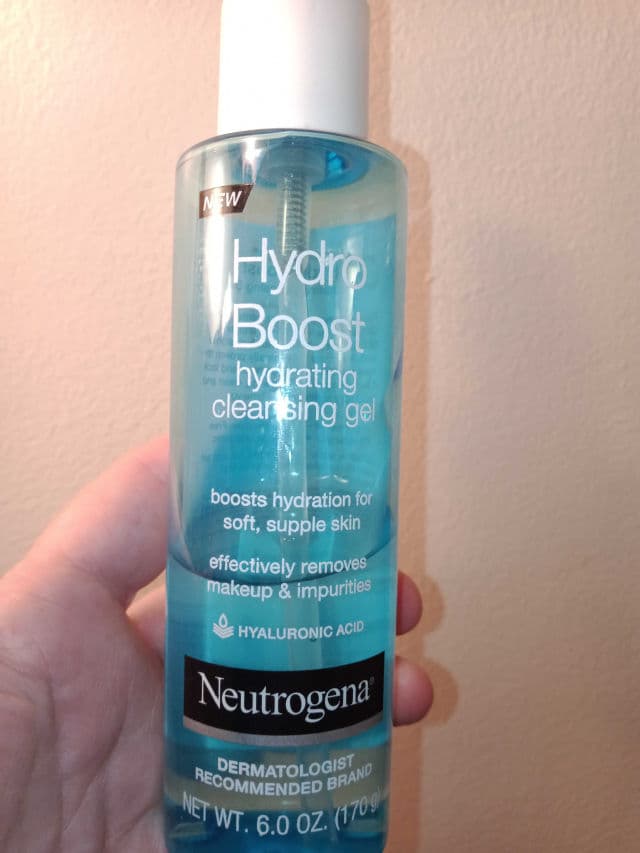 NEW
Hydro
Boost
hydrating
cleansing gel
boosts hydration for
soft, supple skin
effectively removes
makeup & impurities
HYALURONIC ACID
Neutrogena®
DERMATOLOGIST
RECOMMENDED BRAND
NET WT. 6.0 OZ. (170 g)